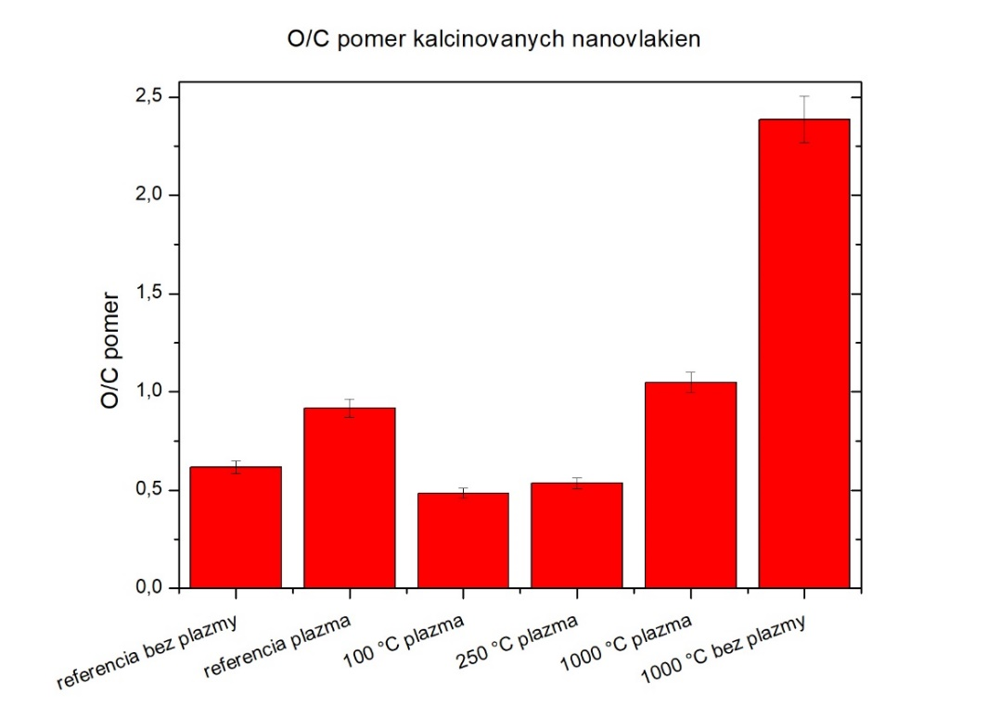 O/C pomer kalcinovanych nanovlakien
O/C pomer
2,5
2,0
1,5
1,0
0,5
0,0
referencia bez plazmy
referencia plazma
100 °C plazma
250 °C plazma
1000 °C plazma
1000 °C bez plazmy